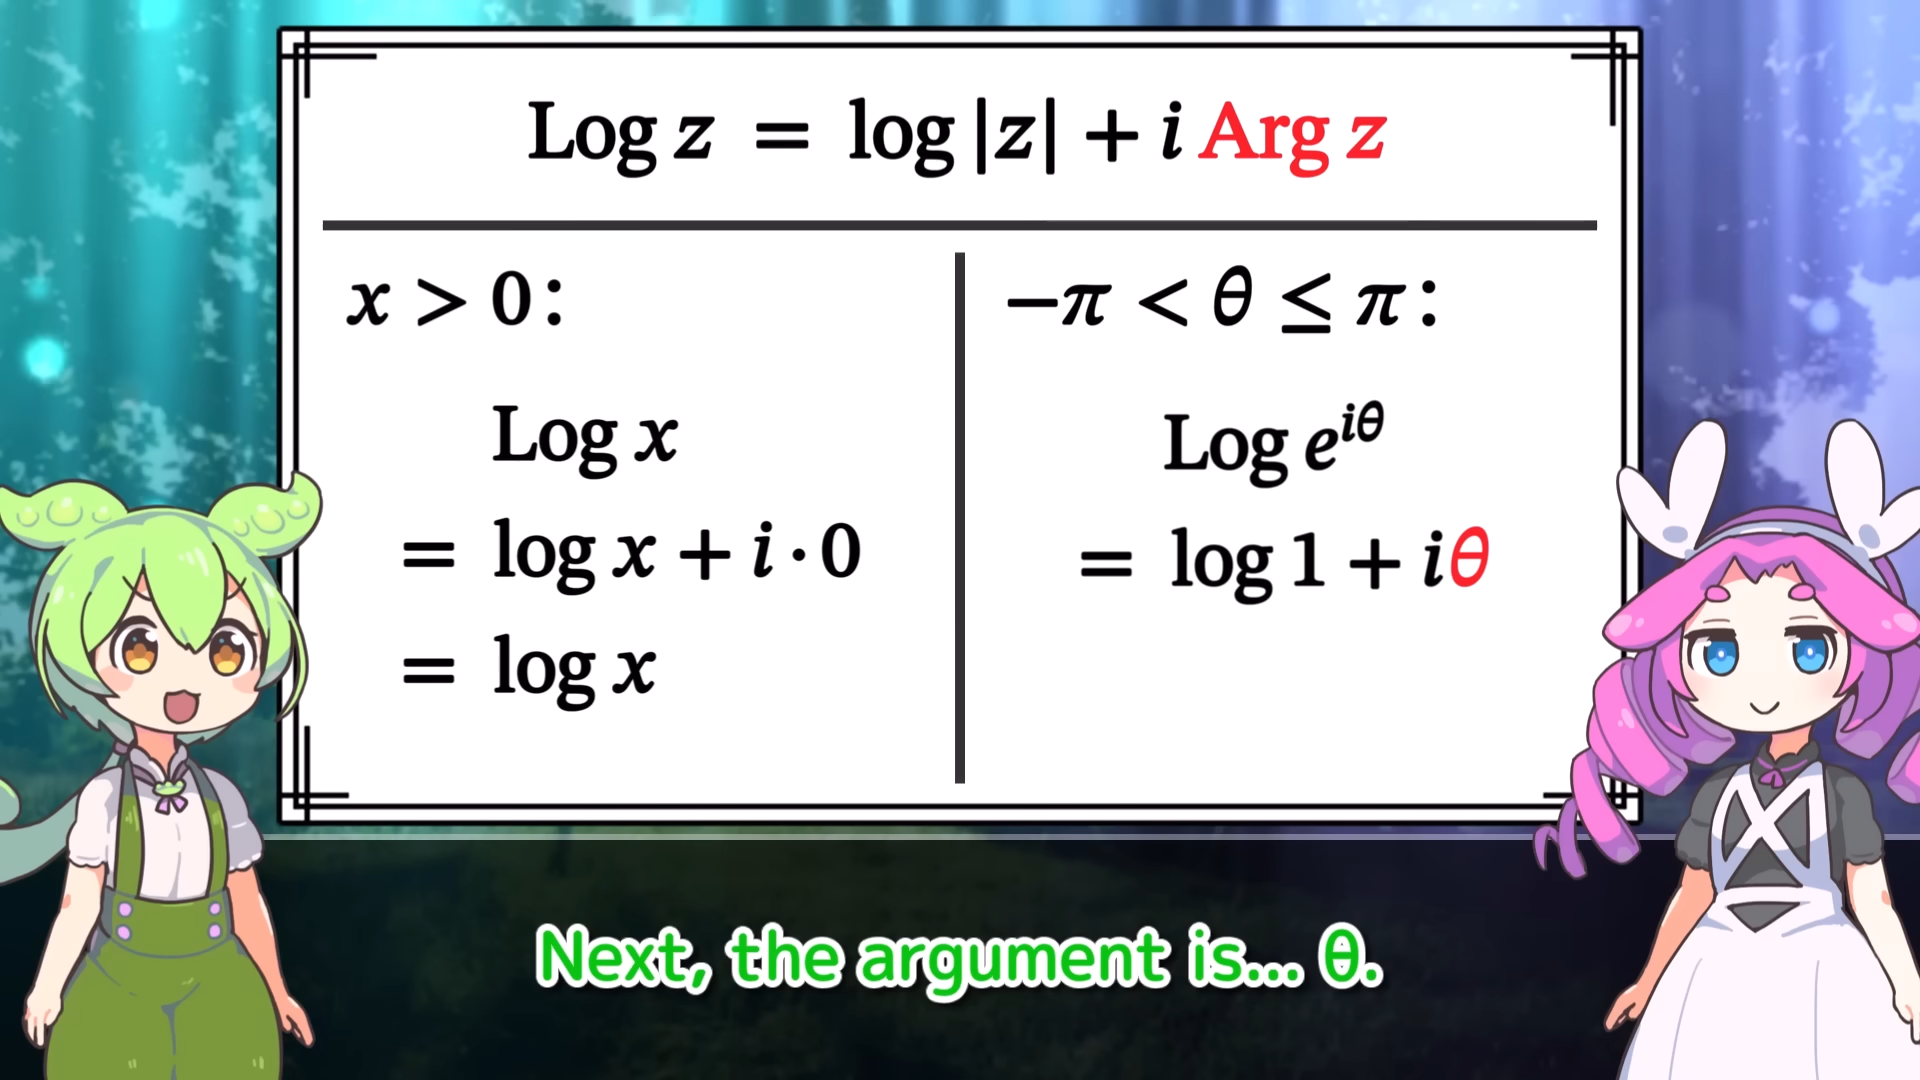 Log z = log |z| + i Arg z
x > 0:
Log x
= log x + i · 0
= log x
−π < θ ≤ π:
Log e^{iθ}
= log 1 + iθ
Next, the argument is... θ.